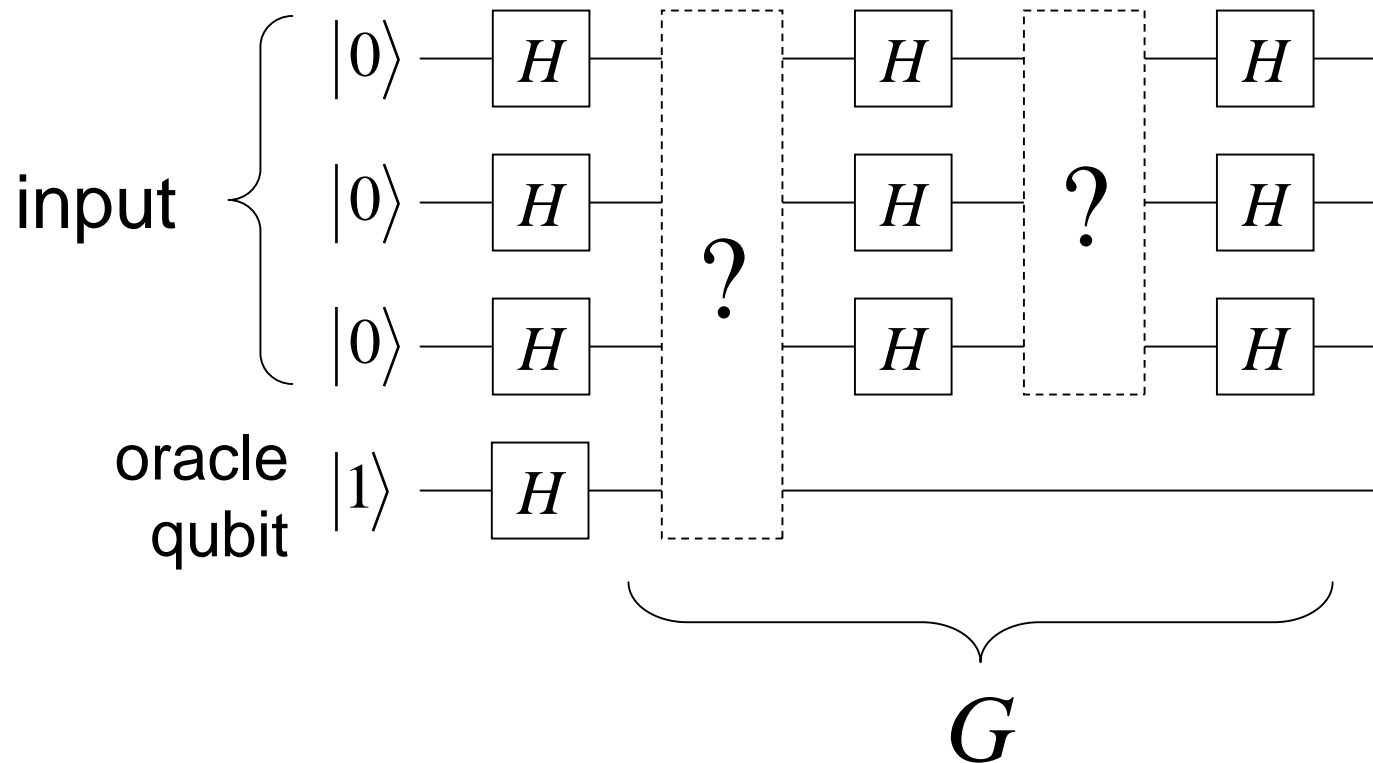 |0⟩ H H H
input |0⟩ H ? H ? H
|0⟩ H H H
oracle
qubit |1⟩ H
G